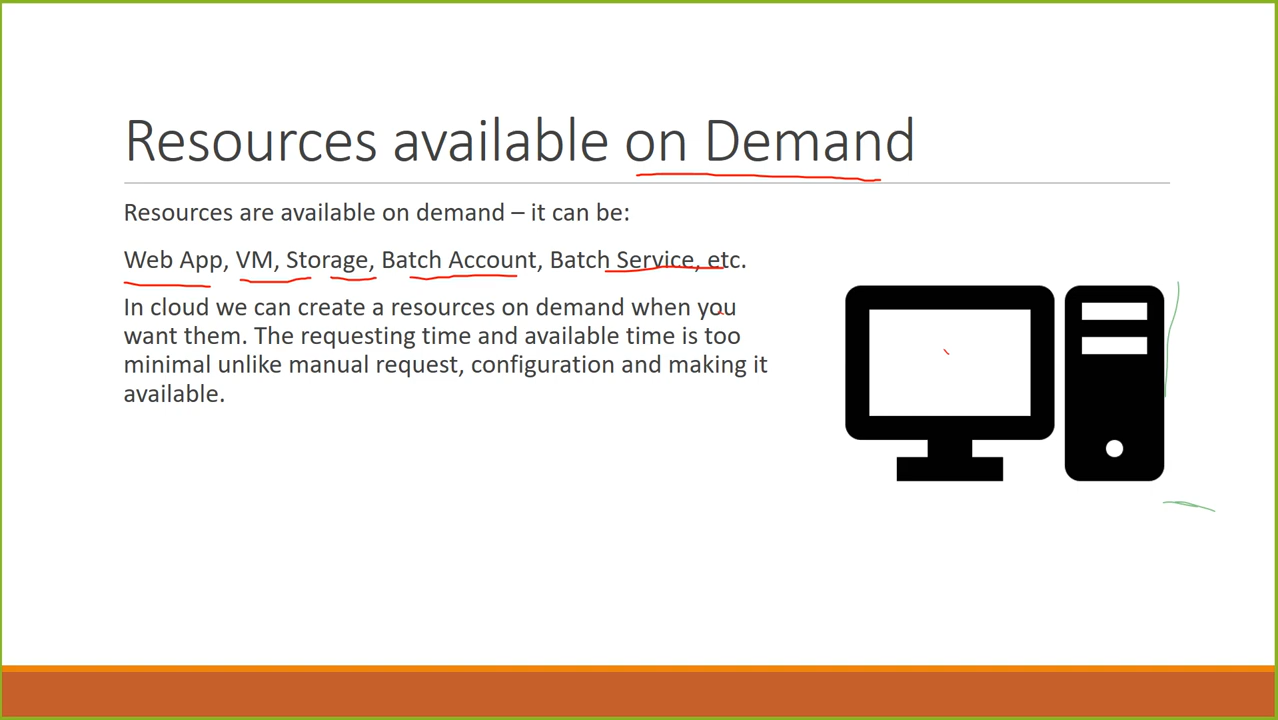 Resources available on Demand
Resources are available on demand – it can be:
Web App, VM, Storage, Batch Account, Batch Service, etc.
In cloud we can create a resources on demand when you
want them. The requesting time and available time is too
minimal unlike manual request, configuration and making it
available.